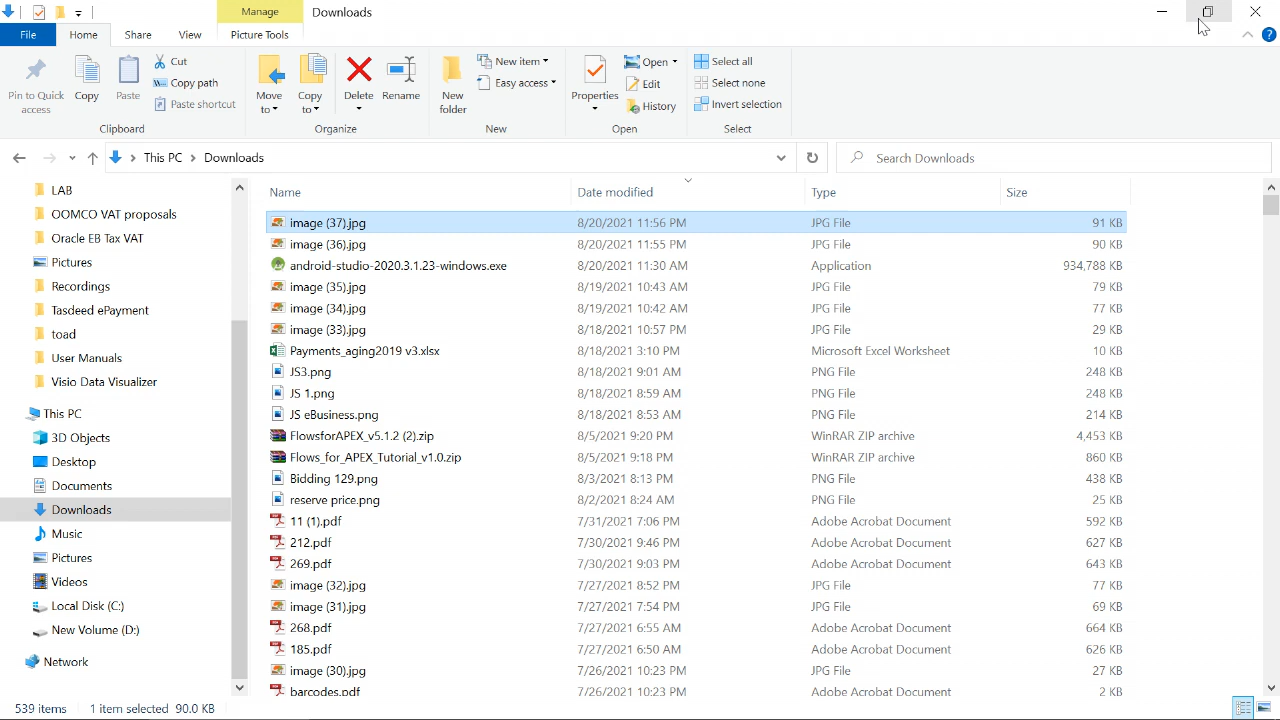 Manage Downloads
File Home Share View Picture Tools
Pin to Quick access
Copy
Paste
Cut
Copy path
Paste shortcut
Clipboard
Move to
Copy to
Delete
Rename
Organize
New folder
New item
Easy access
New
Properties
Open
Edit
History
Open
Select all
Select none
Invert selection
Select
This PC > Downloads
Search Downloads
LAB
OOMCO VAT proposals
Oracle EB Tax VAT
Pictures
Recordings
Tasdeed ePayment
toad
User Manuals
Visio Data Visualizer
This PC
3D Objects
Desktop
Documents
Downloads
Music
Pictures
Videos
Local Disk (C:)
New Volume (D:)
Network
Name Date modified Type Size
image (37).jpg 8/20/2021 11:56 PM JPG File 91 KB
image (36).jpg 8/20/2021 11:55 PM JPG File 90 KB
android-studio-2020.3.1.23-windows.exe 8/20/2021 11:30 AM Application 934,788 KB
image (35).jpg 8/19/2021 10:43 AM JPG File 79 KB
image (34).jpg 8/19/2021 10:42 AM JPG File 77 KB
image (33).jpg 8/18/2021 10:57 PM JPG File 29 KB
Payments_aging2019 v3.xlsx 8/18/2021 3:10 PM Microsoft Excel Worksheet 10 KB
JS3.png 8/18/2021 9:01 AM PNG File 248 KB
JS 1.png 8/18/2021 8:59 AM PNG File 248 KB
JS eBusiness.png 8/18/2021 8:53 AM PNG File 214 KB
FlowsforAPEX_v5.1.2 (2).zip 8/5/2021 9:20 PM WinRAR ZIP archive 4,453 KB
Flows_for_APEX_Tutorial_v1.0.zip 8/5/2021 9:18 PM WinRAR ZIP archive 860 KB
Bidding 129.png 8/3/2021 8:13 PM PNG File 438 KB
reserve price.png 8/2/2021 8:24 AM PNG File 25 KB
11 (1).pdf 7/31/2021 7:06 PM Adobe Acrobat Document 592 KB
212.pdf 7/30/2021 9:46 PM Adobe Acrobat Document 627 KB
269.pdf 7/30/2021 9:03 PM Adobe Acrobat Document 643 KB
image (32).jpg 7/27/2021 8:52 PM JPG File 77 KB
image (31).jpg 7/27/2021 7:54 PM JPG File 69 KB
268.pdf 7/27/2021 6:55 AM Adobe Acrobat Document 664 KB
185.pdf 7/27/2021 6:50 AM Adobe Acrobat Document 626 KB
image (30).jpg 7/26/2021 10:23 PM JPG File 27 KB
barcodes.pdf 7/26/2021 10:23 PM Adobe Acrobat Document 2 KB
539 items 1 item selected 90.0 KB